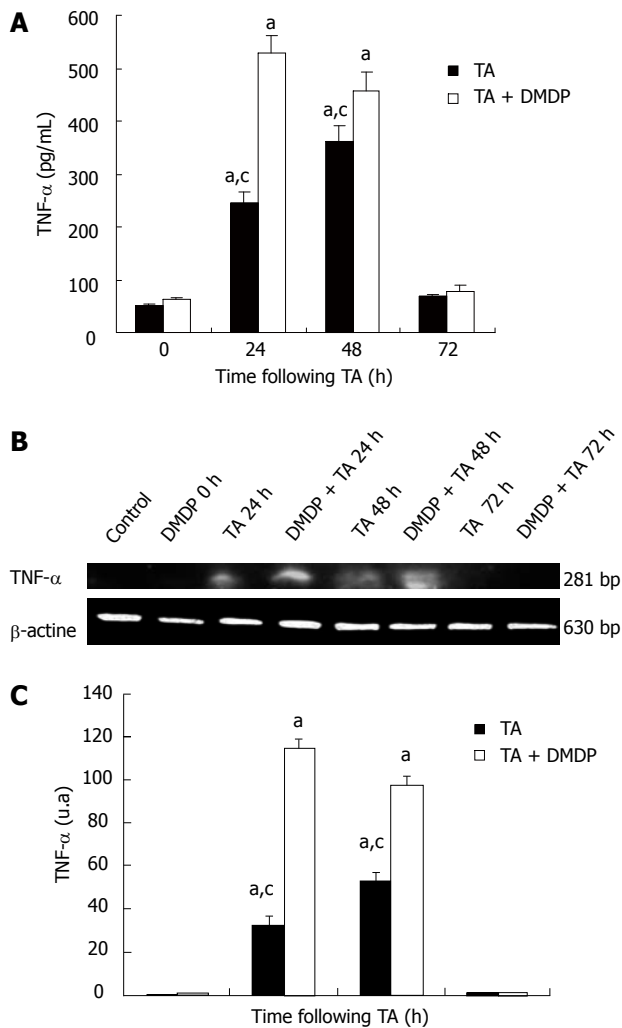 A
600
500
400
300
200
100
0
TNF-α (pg/mL)
a
a
a,c
a,c
TA
TA + DMDP
0 24 48 72
Time following TA (h)
B
Control
DMDP 0 h
TA 24 h
DMDP + TA 24 h
TA 48 h
DMDP + TA 48 h
TA 72 h
DMDP + TA 72 h
TNF-α 281 bp
β-actine 630 bp
C
140
120
100
80
60
40
20
0
TNF-α (u.a)
a
a
a,c
a,c
TA
TA + DMDP
Time following TA (h)